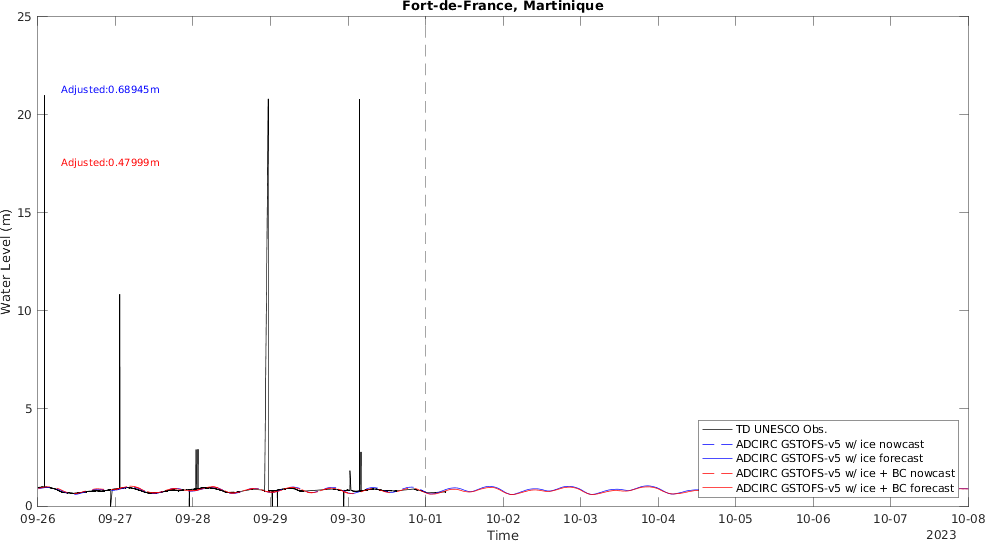 Fort-de-France, Martinique
25
20
15
10
5
0
Water Level (m)
Adjusted:0.68945m
Adjusted:0.47999m
TD UNESCO Obs.
ADCIRC GSTOFS-v5 w/ ice nowcast
ADCIRC GSTOFS-v5 w/ ice forecast
ADCIRC GSTOFS-v5 w/ ice + BC nowcast
ADCIRC GSTOFS-v5 w/ ice + BC forecast
09-26 09-27 09-28 09-29 09-30 10-01 10-02 10-03 10-04 10-05 10-06 10-07 10-08
Time
2023